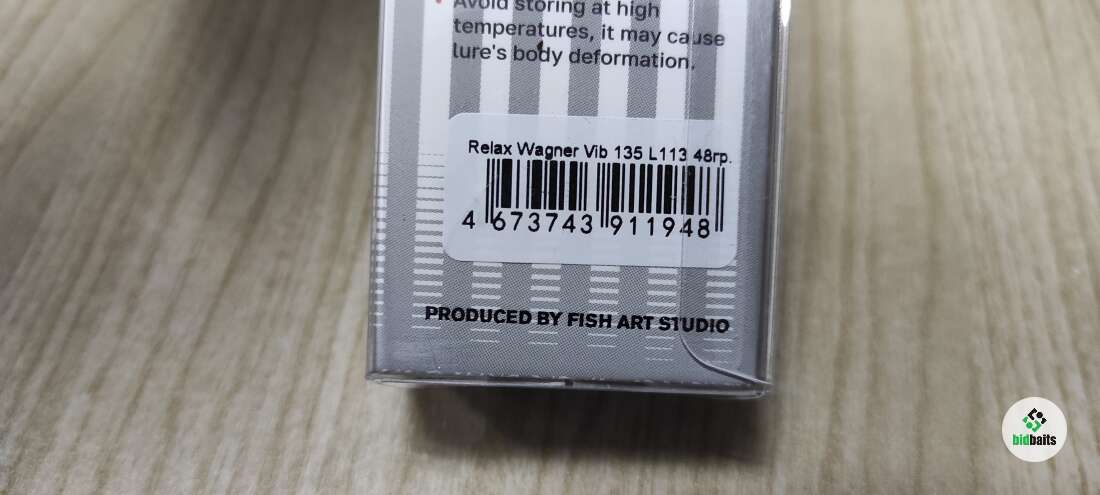 Avoid storing at high
temperatures, it may cause
lure's body deformation.
Relax Wagner Vib 135 L113 48гр.
4 673743 911948
PRODUCED BY FISH ART STUDIO
bidbaits